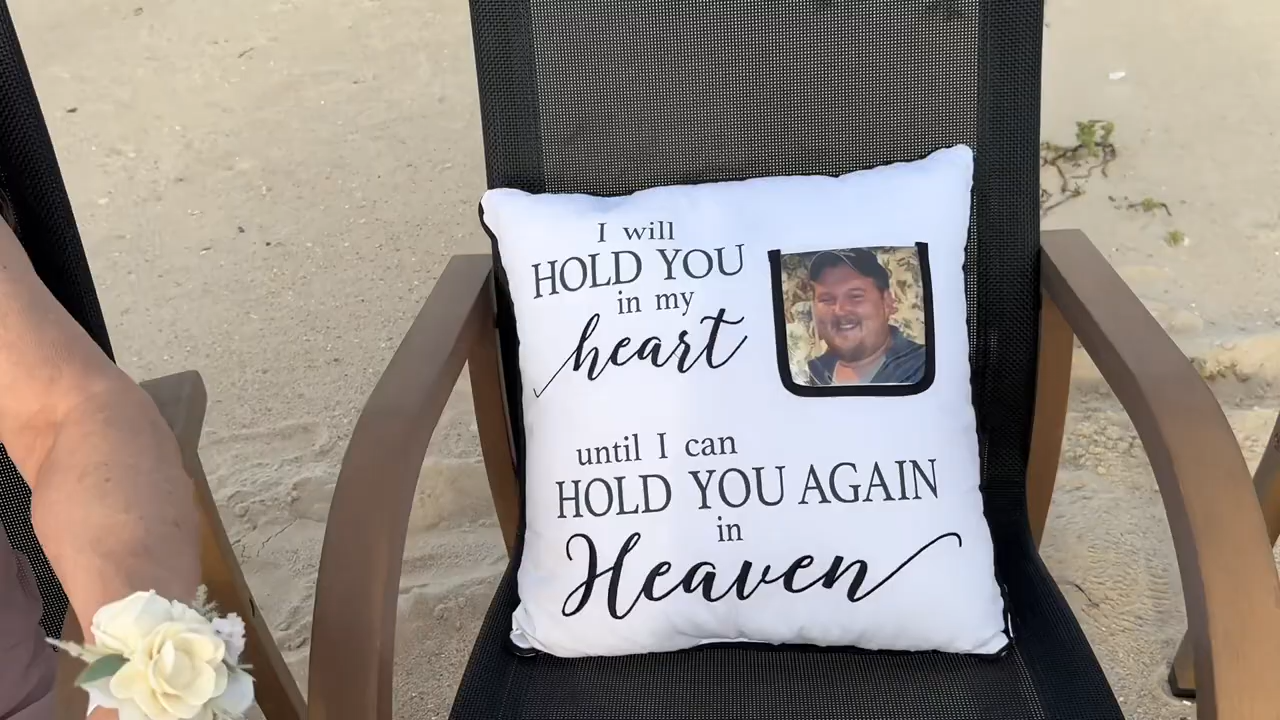 I will
HOLD YOU
in my
heart
until I can
HOLD YOU AGAIN
in
Heaven